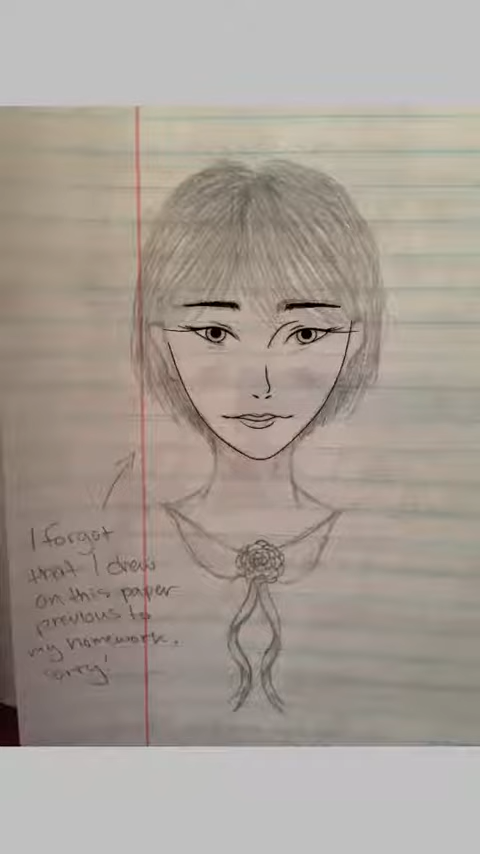 I forgot
that I drew
on this paper
previous to
my homework.
sorry!